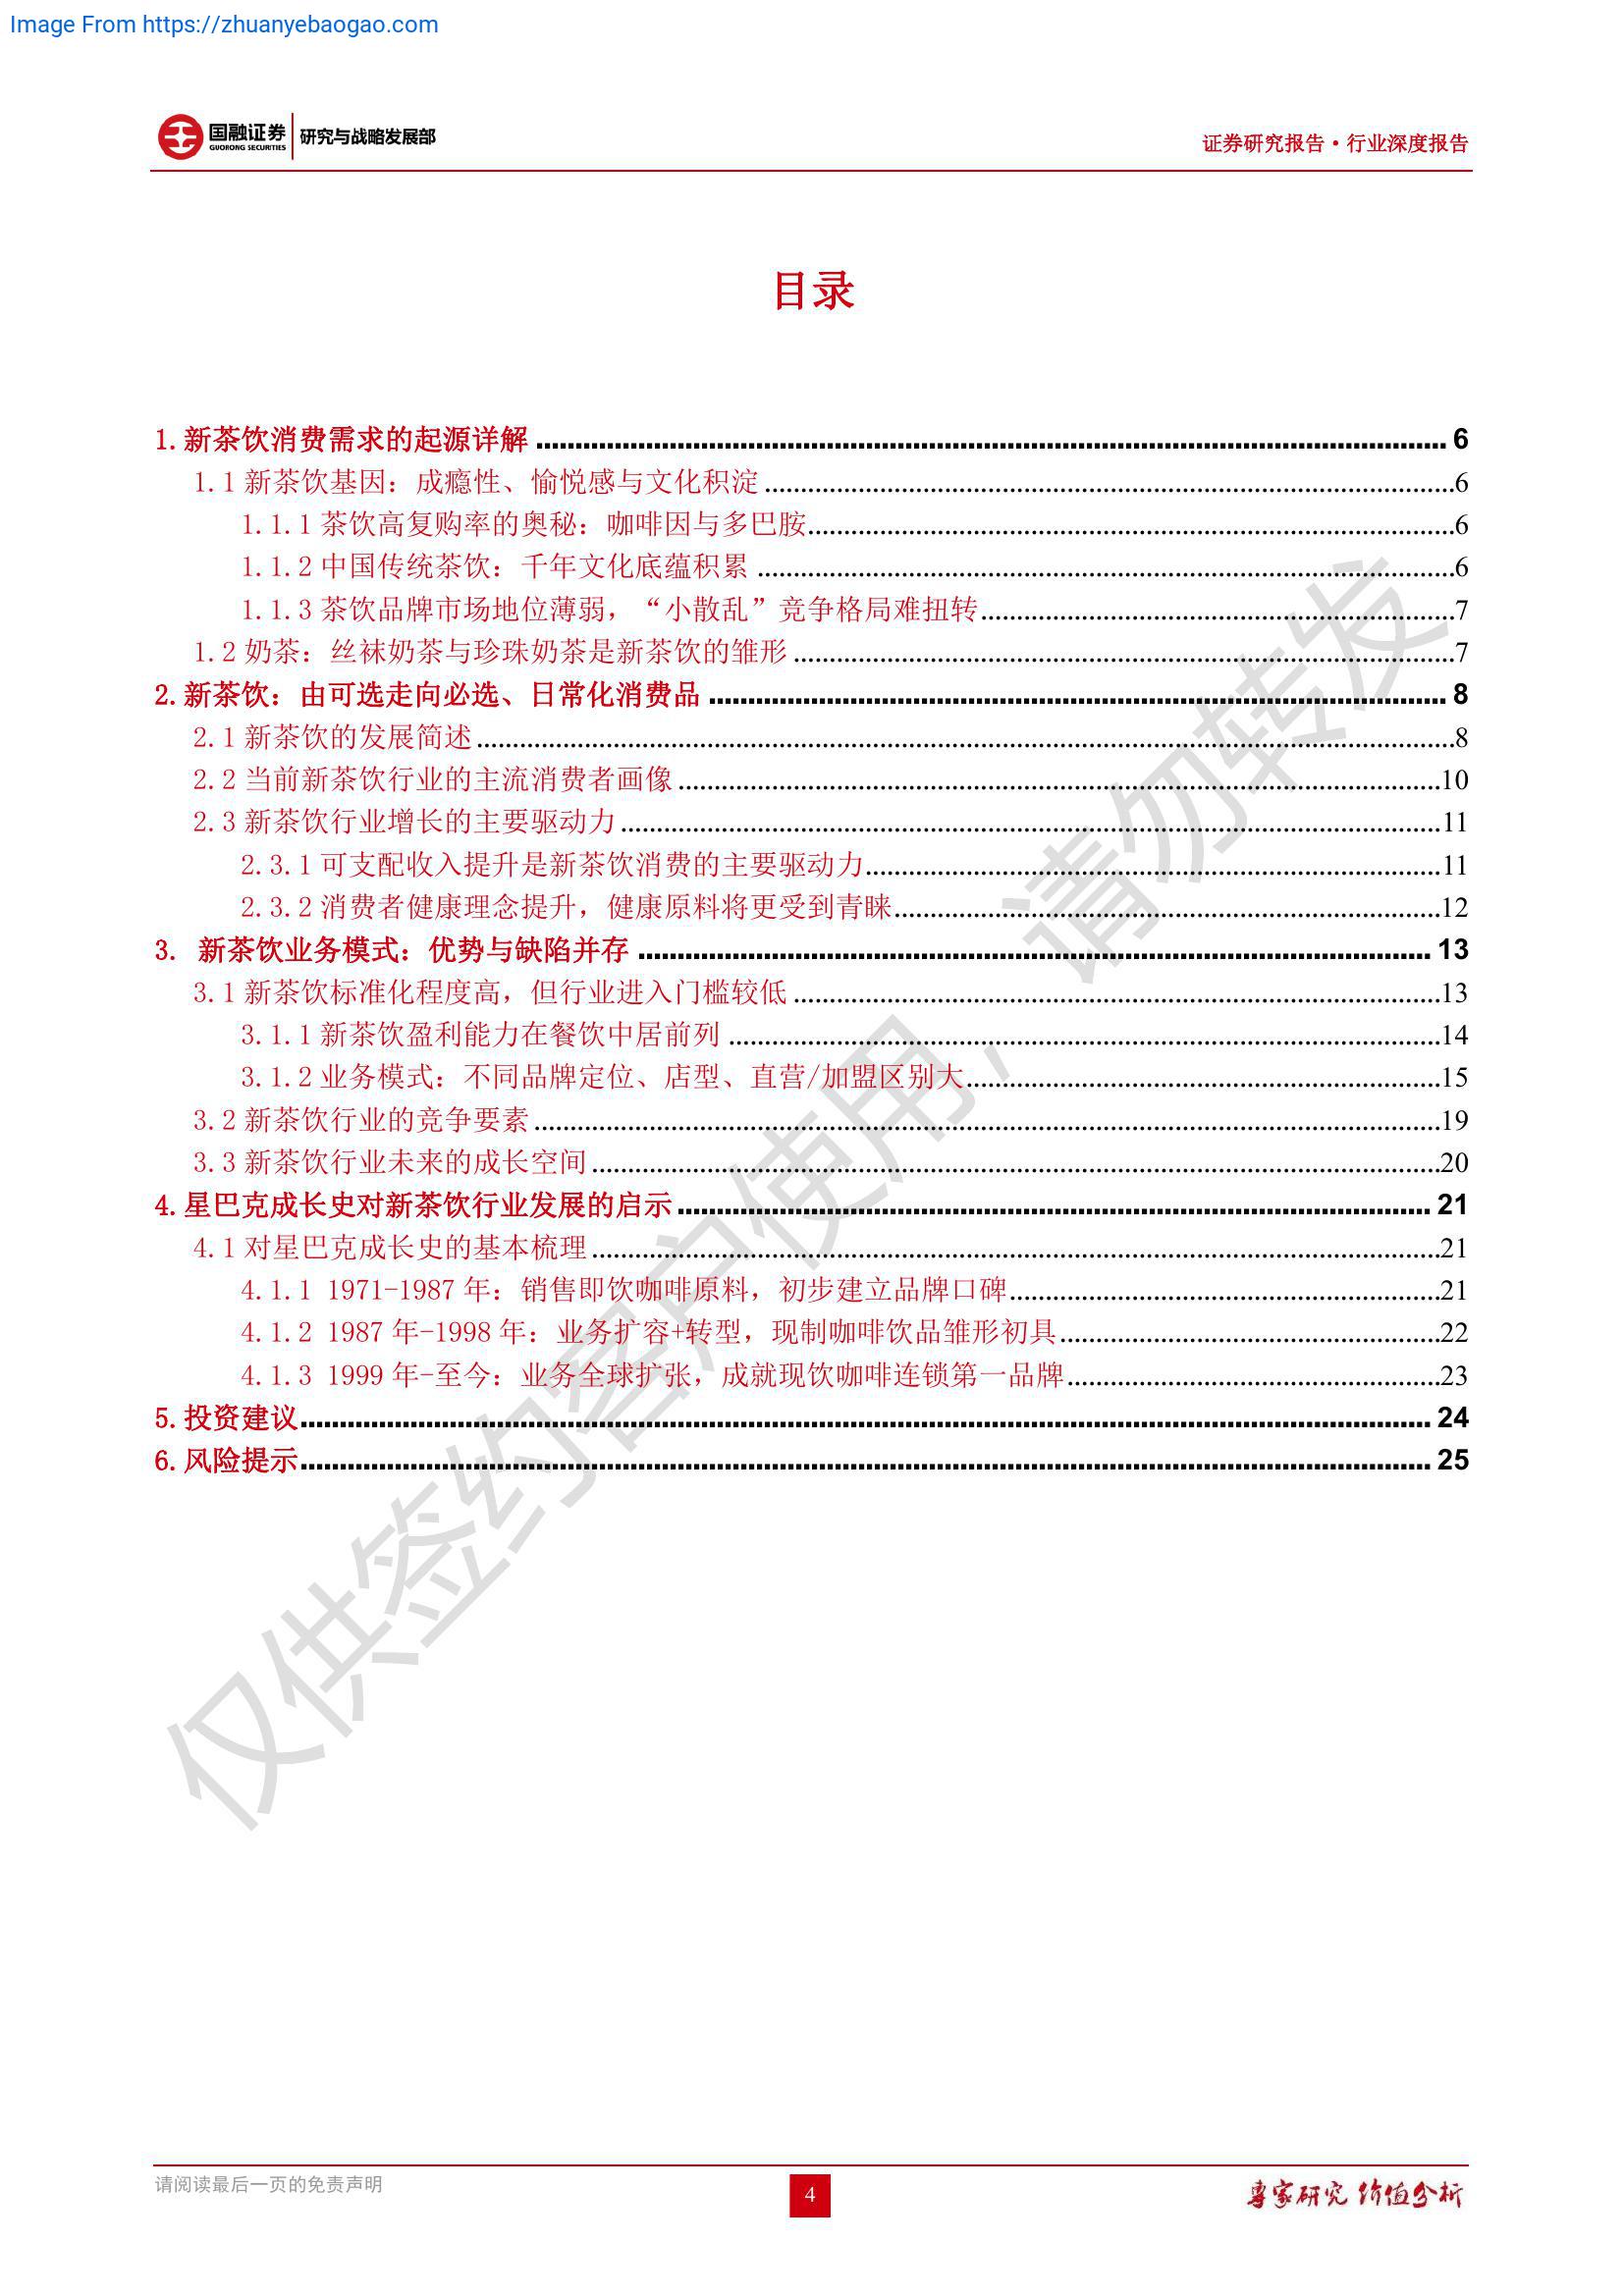 Image From https://zhuanyebaogao.com
国融证券
GUORONG SECURITIES
研究与战略发展部
证券研究报告·行业深度报告
目录
1.新茶饮消费需求的起源详解 6
1.1 新茶饮基因：成瘾性、愉悦感与文化积淀 6
1.1.1 茶饮高复购率的奥秘：咖啡因与多巴胺 6
1.1.2 中国传统茶饮：千年文化底蕴积累 6
1.1.3 茶饮品牌市场地位薄弱，“小散乱”竞争格局难扭转 7
1.2 奶茶：丝袜奶茶与珍珠奶茶是新茶饮的雏形 7
2.新茶饮：由可选走向必选、日常化消费品 8
2.1 新茶饮的发展简述 8
2.2 当前新茶饮行业的主流消费者画像 10
2.3 新茶饮行业增长的主要驱动力 11
2.3.1 可支配收入提升是新茶饮消费的主要驱动力 11
2.3.2 消费者健康理念提升，健康原料将更受到青睐 12
3. 新茶饮业务模式：优势与缺陷并存 13
3.1 新茶饮标准化程度高，但行业进入门槛较低 13
3.1.1 新茶饮盈利能力在餐饮中居前列 14
3.1.2 业务模式：不同品牌定位、店型、直营/加盟区别大 15
3.2 新茶饮行业的竞争要素 19
3.3 新茶饮行业未来的成长空间 20
4.星巴克成长史对新茶饮行业发展的启示 21
4.1 对星巴克成长史的基本梳理 21
4.1.1 1971-1987 年：销售即饮咖啡原料，初步建立品牌口碑 21
4.1.2 1987 年-1998 年：业务扩容+转型，现制咖啡饮品雏形初具 22
4.1.3 1999 年-至今：业务全球扩张，成就现饮咖啡连锁第一品牌 23
5.投资建议 24
6.风险提示 25
仅供签约客户使用，请勿转发
请阅读最后一页的免责声明
4
專家研究 价值分析